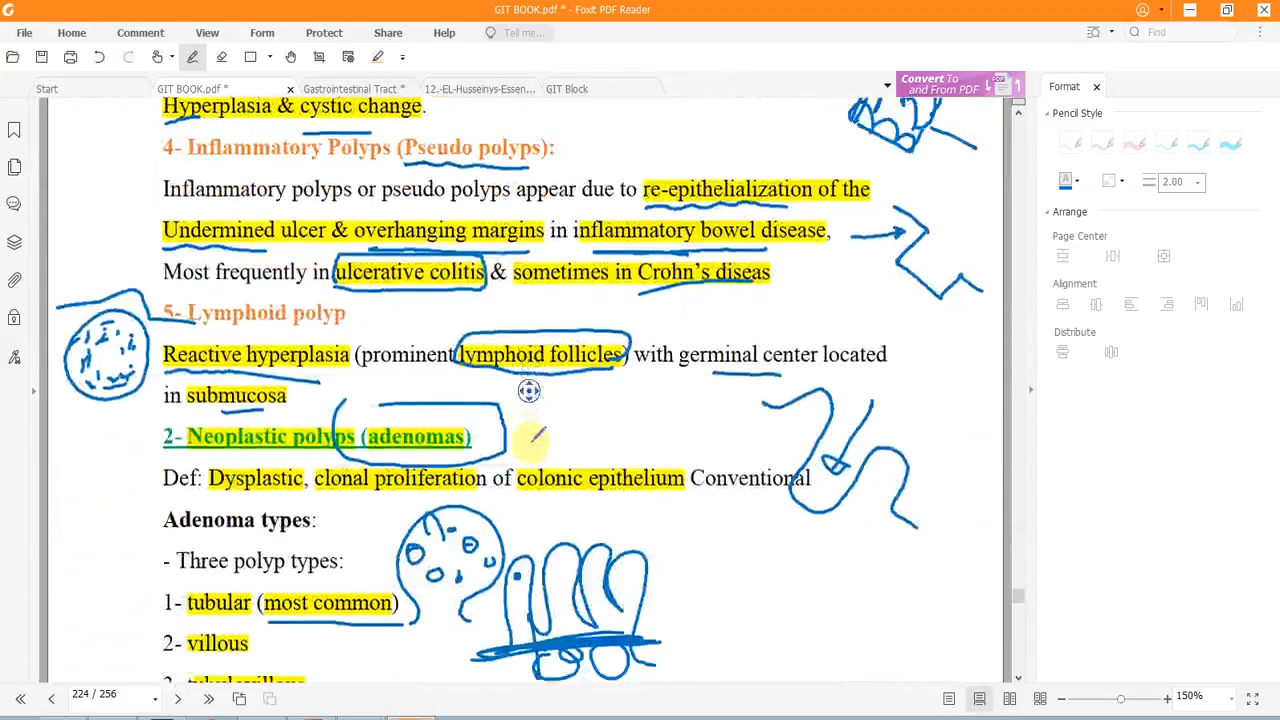 GIT BOOK.pdf * - Foxit PDF Reader
File Home Comment View Form Protect Share Help Tell me... Find
Start GIT BOOK.pdf * Gastrointestinal Tract * 12.-EL-Husseinys-Essen... GIT Block Convert To and From PDF PDF
Format
Pencil Style
2.00
Arrange
Page Center
Alignment
Distribute
Hyperplasia & cystic change.
4- Inflammatory Polyps (Pseudo polyps):
Inflammatory polyps or pseudo polyps appear due to re-epithelialization of the
Undermined ulcer & overhanging margins in inflammatory bowel disease,
Most frequently in ulcerative colitis & sometimes in Crohn's diseas
5- Lymphoid polyp
Reactive hyperplasia (prominent lymphoid follicles) with germinal center located
in submucosa
2- Neoplastic polyps (adenomas)
Def: Dysplastic, clonal proliferation of colonic epithelium Conventional
Adenoma types:
- Three polyp types:
1- tubular (most common)
2- villous
3- tubulovillous
224 / 256
150%